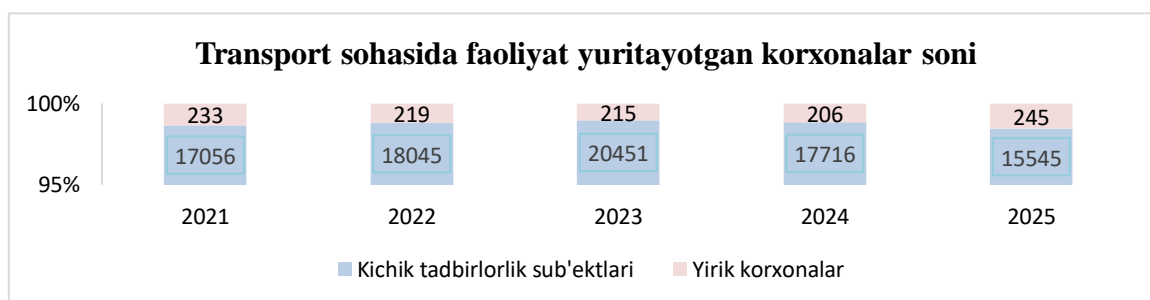 Transport sohasida faoliyat yuritayotgan korxonalar soni
100%
233 219 215 206 245
17056 18045 20451 17716 15545
95%
2021 2022 2023 2024 2025
Kichik tadbirlorlik sub'ektlari Yirik korxonalar